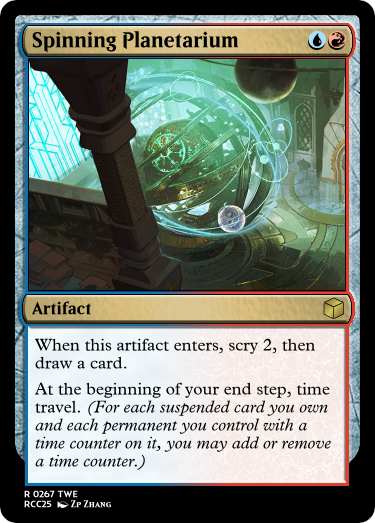 Spinning Planetarium
Artifact
When this artifact enters, scry 2, then
draw a card.
At the beginning of your end step, time
travel. (For each suspended card you own
and each permanent you control with a
time counter on it, you may add or remove
a time counter.)
R 0267 TWE
RCC25 Zp Zhang